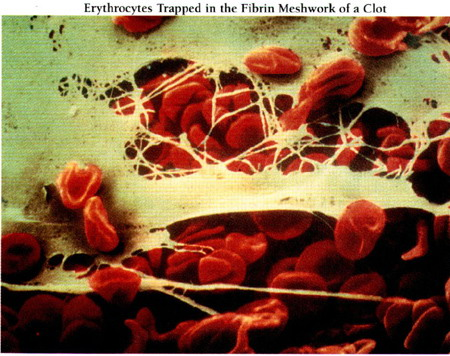 Erythrocytes Trapped in the Fibrin Meshwork of a Clot